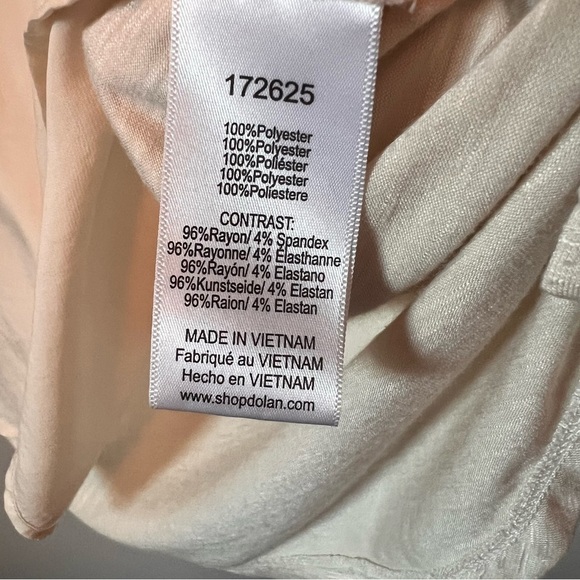 172625
100%Polyester
100%Polyester
100%Poliéster
100%Polyester
100%Poliestere
CONTRAST:
96%Rayon/ 4% Spandex
96%Rayonne/ 4% Elasthanne
96%Rayón/ 4% Elastano
96%Kunstseide/ 4% Elastan
96%Raion/ 4% Elastan
MADE IN VIETNAM
Fabriqué au VIETNAM
Hecho en VIETNAM
www.shopdolan.com